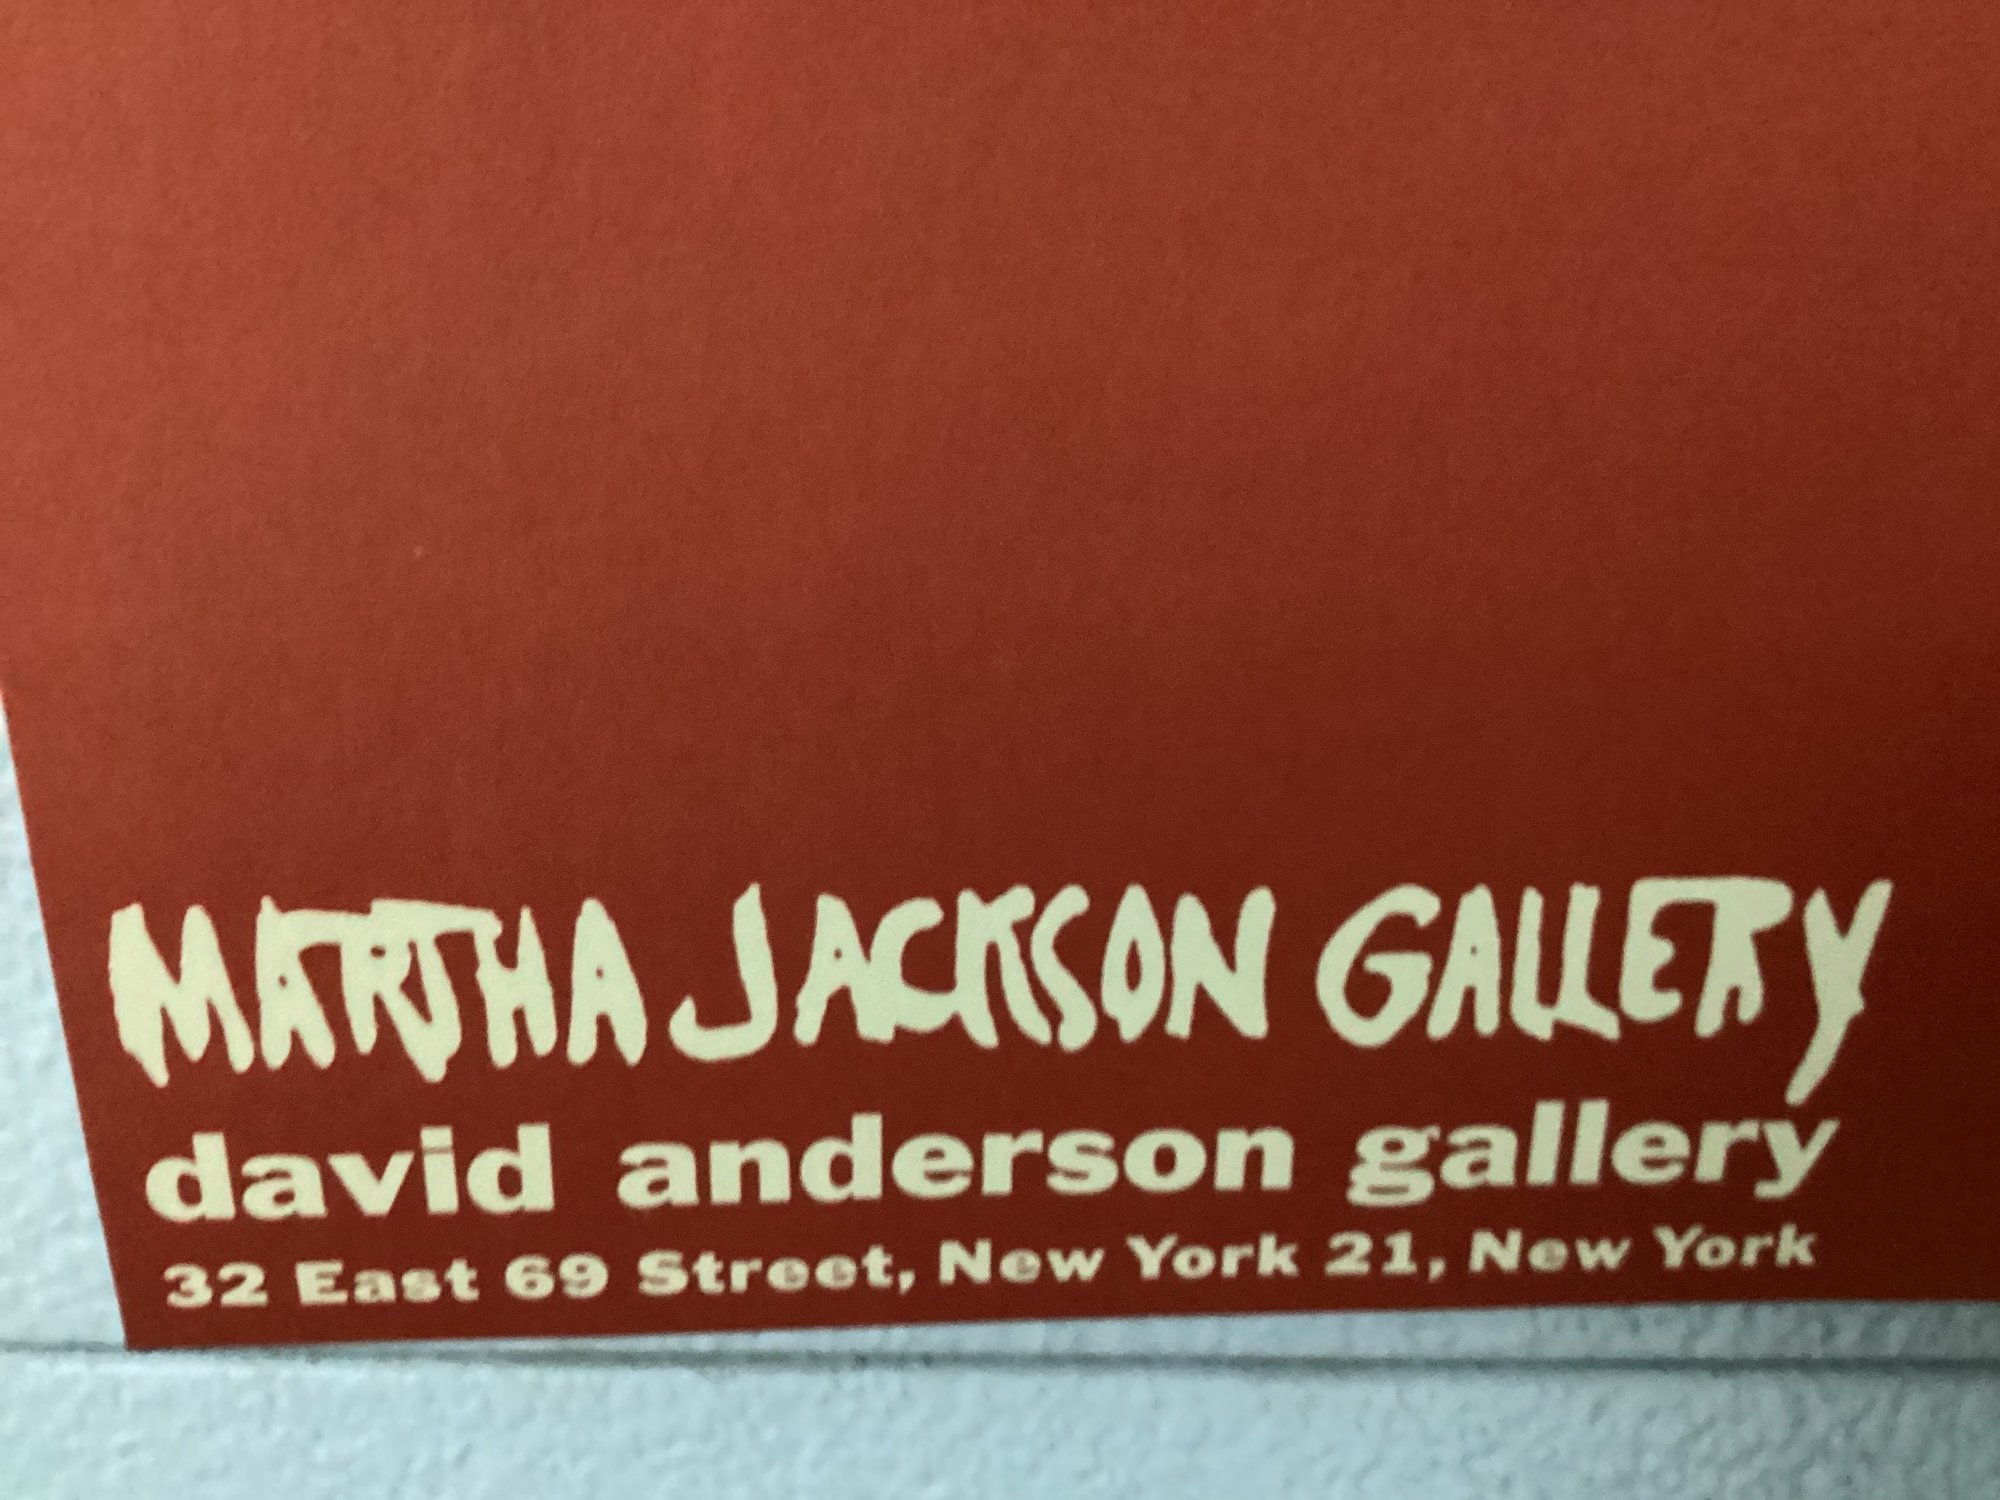 MARTHA JACKSON GALLERY
david anderson gallery
32 East 69 Street, New York 21, New York